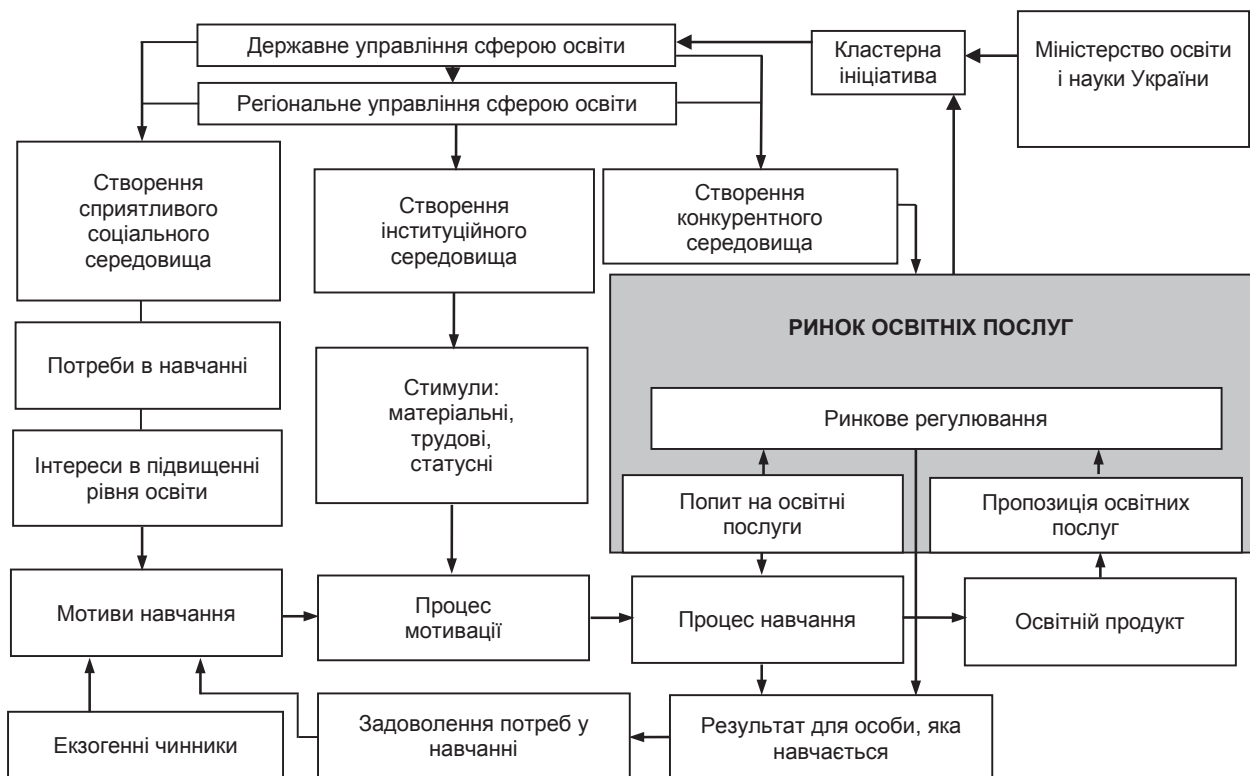 Державне управління сферою освіти
Кластерна
ініціатива
Міністерство освіти
і науки України
Регіональне управління сферою освіти
Створення
сприятливого
соціального
середовища
Створення
інституційного
середовища
Створення
конкурентного
середовища
РИНОК ОСВІТНІХ ПОСЛУГ
Потреби в навчанні
Стимули:
матеріальні,
трудові,
статусні
Ринкове регулювання
Інтереси в підвищенні
рівня освіти
Попит на освітні
послуги
Пропозиція освітних
послуг
Мотиви навчання
Процес
мотивації
Процес навчання
Освітній продукт
Екзогенні чинники
Задоволення потреб у
навчанні
Результат для особи, яка
навчається